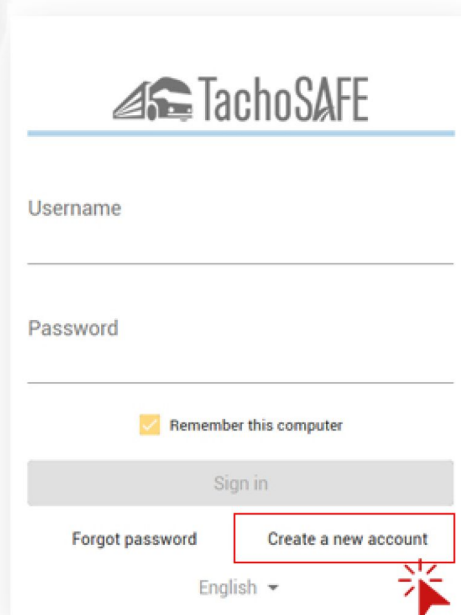 TachoSAFE
Username
Password
Remember this computer
Sign in
Forgot password Create a new account
English